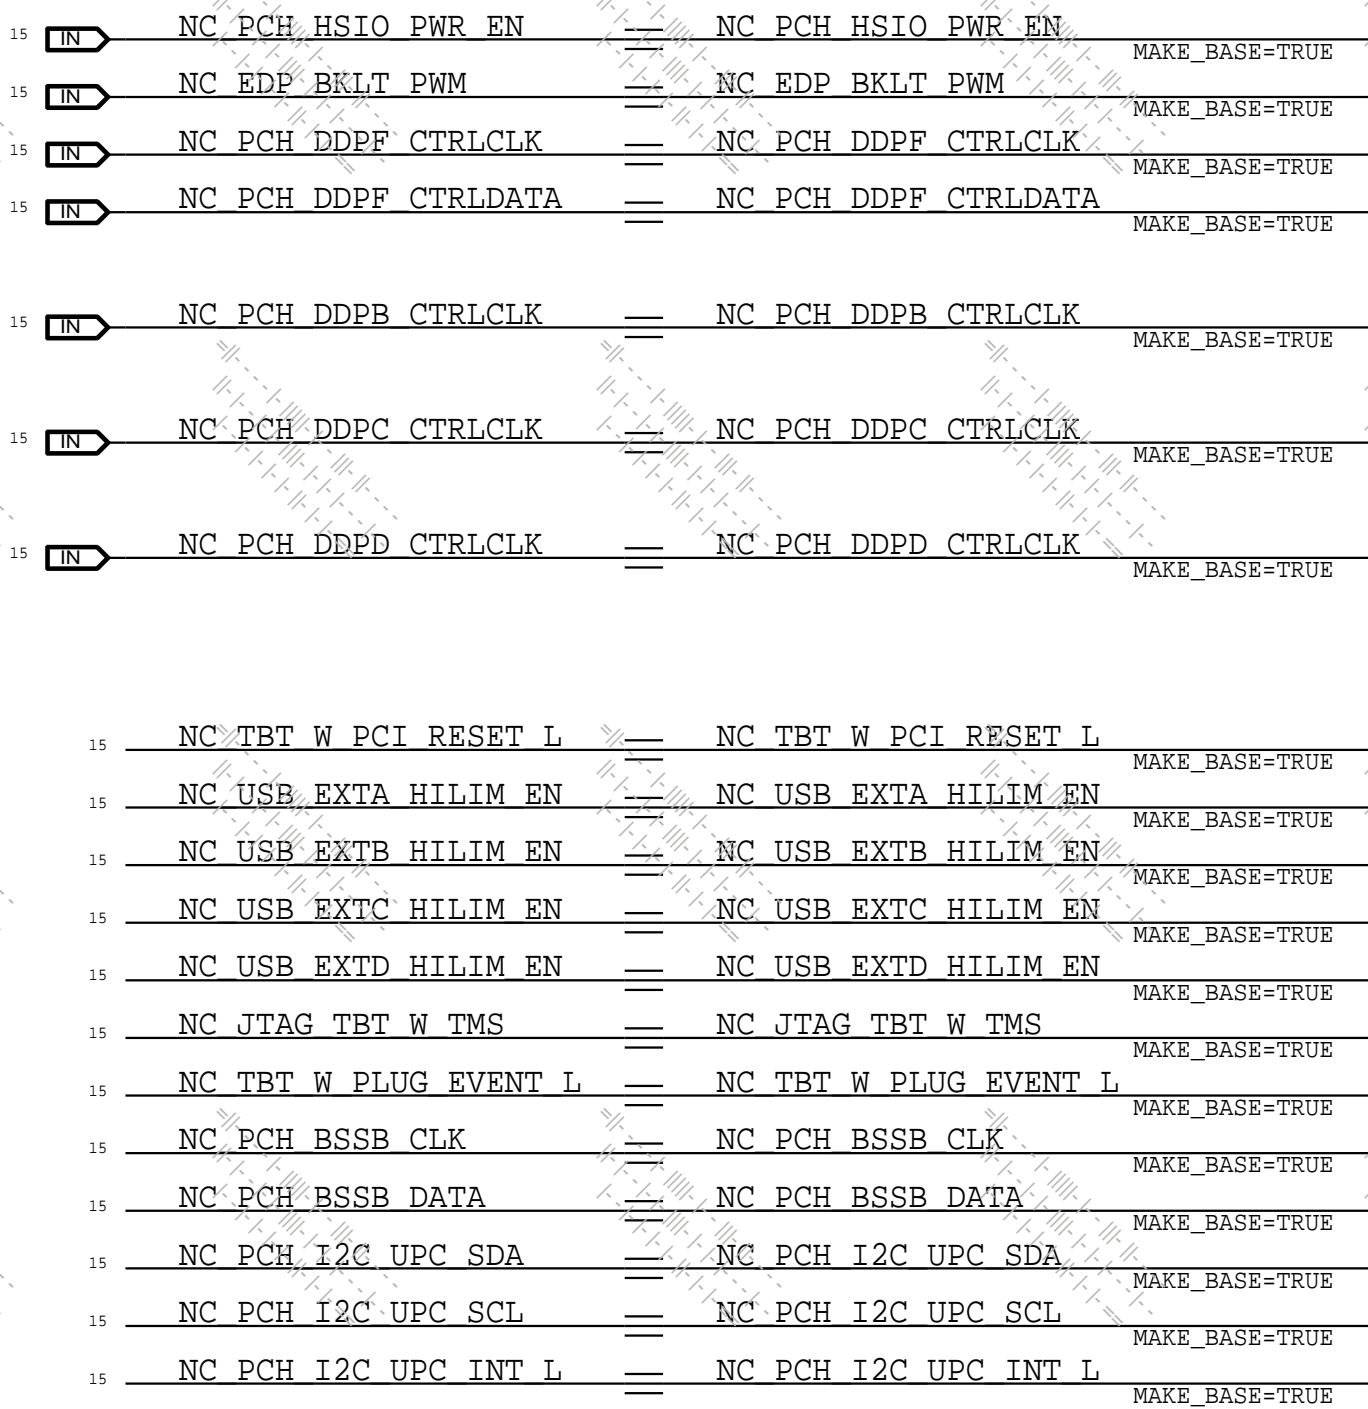 15 IN NC_PCH_HSIO_PWR_EN NC_PCH_HSIO_PWR_EN
MAKE_BASE=TRUE
15 IN NC_EDP_BKLT_PWM NC_EDP_BKLT_PWM
MAKE_BASE=TRUE
15 IN NC_PCH_DDPF_CTRLCLK NC_PCH_DDPF_CTRLCLK
MAKE_BASE=TRUE
15 IN NC_PCH_DDPF_CTRLDATA NC_PCH_DDPF_CTRLDATA
MAKE_BASE=TRUE
15 IN NC_PCH_DDPB_CTRLCLK NC_PCH_DDPB_CTRLCLK
MAKE_BASE=TRUE
15 IN NC_PCH_DDPC_CTRLCLK NC_PCH_DDPC_CTRLCLK
MAKE_BASE=TRUE
15 IN NC_PCH_DDPD_CTRLCLK NC_PCH_DDPD_CTRLCLK
MAKE_BASE=TRUE
15 NC_TBT_W_PCI_RESET_L NC_TBT_W_PCI_RESET_L
MAKE_BASE=TRUE
15 NC_USB_EXTA_HILIM_EN NC_USB_EXTA_HILIM_EN
MAKE_BASE=TRUE
15 NC_USB_EXTB_HILIM_EN NC_USB_EXTB_HILIM_EN
MAKE_BASE=TRUE
15 NC_USB_EXTC_HILIM_EN NC_USB_EXTC_HILIM_EN
MAKE_BASE=TRUE
15 NC_USB_EXTD_HILIM_EN NC_USB_EXTD_HILIM_EN
MAKE_BASE=TRUE
15 NC_JTAG_TBT_W_TMS NC_JTAG_TBT_W_TMS
MAKE_BASE=TRUE
15 NC_TBT_W_PLUG_EVENT_L NC_TBT_W_PLUG_EVENT_L
MAKE_BASE=TRUE
15 NC_PCH_BSSB_CLK NC_PCH_BSSB_CLK
MAKE_BASE=TRUE
15 NC_PCH_BSSB_DATA NC_PCH_BSSB_DATA
MAKE_BASE=TRUE
15 NC_PCH_I2C_UPC_SDA NC_PCH_I2C_UPC_SDA
MAKE_BASE=TRUE
15 NC_PCH_I2C_UPC_SCL NC_PCH_I2C_UPC_SCL
MAKE_BASE=TRUE
15 NC_PCH_I2C_UPC_INT_L NC_PCH_I2C_UPC_INT_L
MAKE_BASE=TRUE